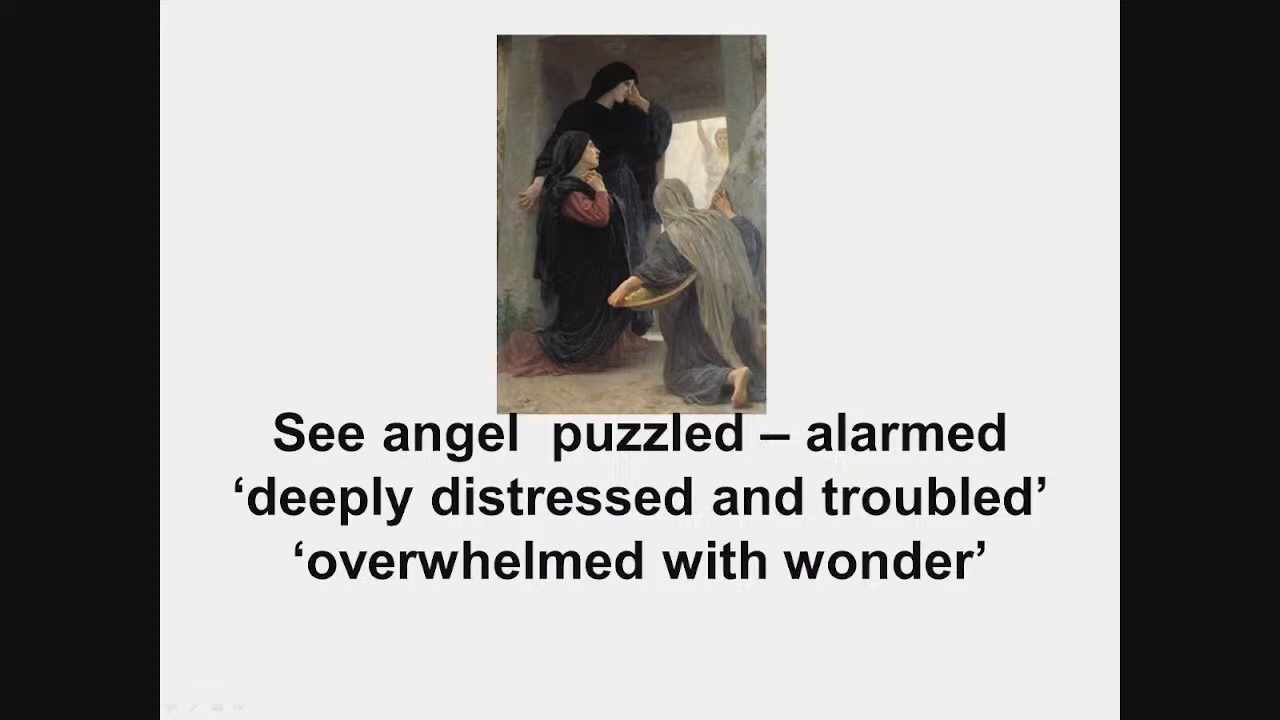 See angel  puzzled – alarmed
‘deeply distressed and troubled’
‘overwhelmed with wonder’